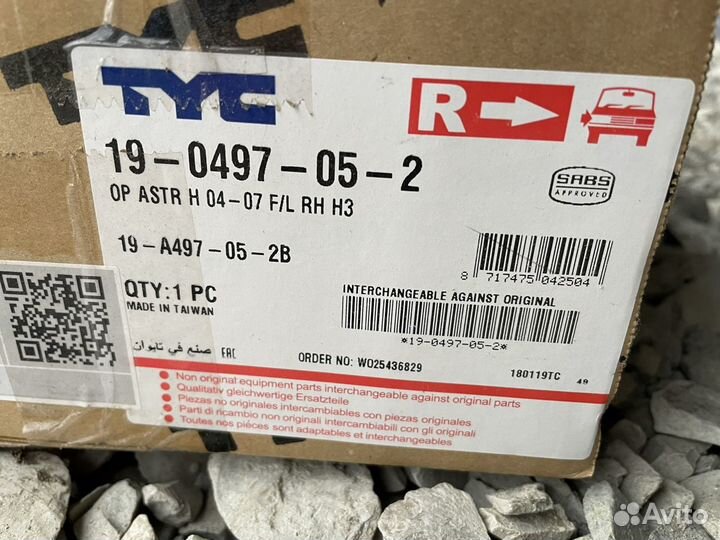 TYC
R
19-0497-05-2
OP ASTR H 04-07 F/L RH H3
SABS
APPROVED
19-A497-05-2B
8 717475 042504
QTY:1 PC
MADE IN TAIWAN
INTERCHANGEABLE AGAINST ORIGINAL
*19-0497-05-2*
صنع في تايوان EAC
ORDER NO: WO25436829
180119TC
49
Non original equipment parts interchangeable against original parts
Qualitativ gleichwertige Ersatzteile
Piezas no originales intercambiables con piezas originales
Parti di ricambio non originali intercambiabili con gli originali
Toutes nos piéces sont adaptables et interchangeables
Avito